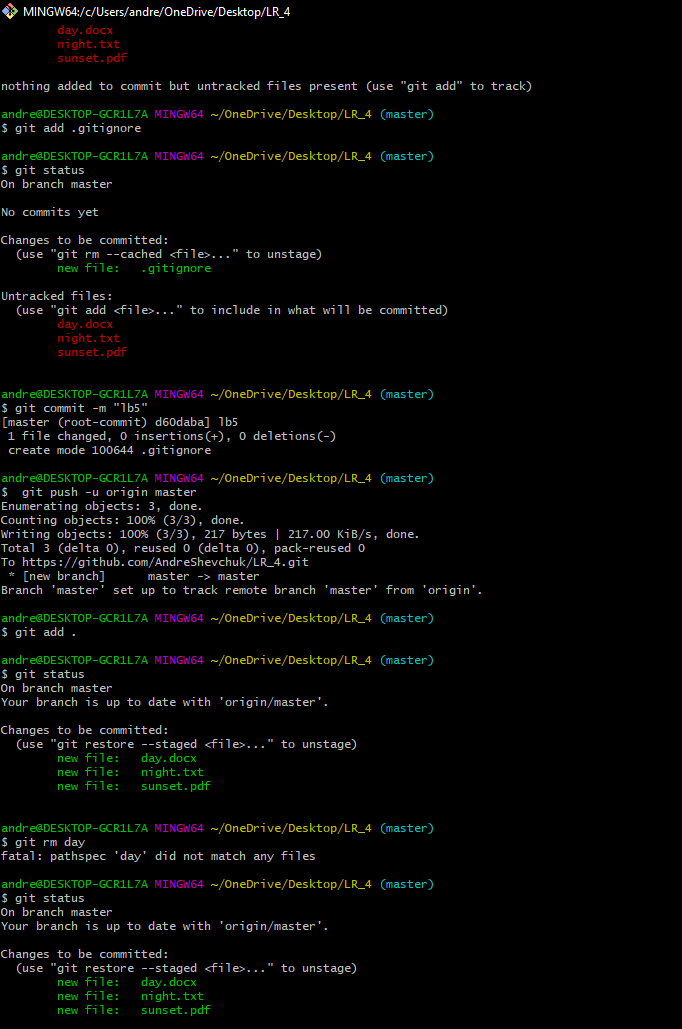 MINGW64:/c/Users/andre/OneDrive/Desktop/LR_4
day.docx
night.txt
sunset.pdf
nothing added to commit but untracked files present (use "git add" to track)
andre@DESKTOP-GCR1L7A MINGW64 ~/OneDrive/Desktop/LR_4 (master)
$ git add .gitignore
andre@DESKTOP-GCR1L7A MINGW64 ~/OneDrive/Desktop/LR_4 (master)
$ git status
On branch master
No commits yet
Changes to be committed:
(use "git rm --cached <file>..." to unstage)
new file:   .gitignore
Untracked files:
(use "git add <file>..." to include in what will be committed)
day.docx
night.txt
sunset.pdf
andre@DESKTOP-GCR1L7A MINGW64 ~/OneDrive/Desktop/LR_4 (master)
$ git commit -m "lb5"
[master (root-commit) d60daba] lb5
1 file changed, 0 insertions(+), 0 deletions(-)
create mode 100644 .gitignore
andre@DESKTOP-GCR1L7A MINGW64 ~/OneDrive/Desktop/LR_4 (master)
$  git push -u origin master
Enumerating objects: 3, done.
Counting objects: 100% (3/3), done.
Writing objects: 100% (3/3), 217 bytes | 217.00 KiB/s, done.
Total 3 (delta 0), reused 0 (delta 0), pack-reused 0
To https://github.com/AndreShevchuk/LR_4.git
* [new branch]      master -> master
Branch 'master' set up to track remote branch 'master' from 'origin'.
andre@DESKTOP-GCR1L7A MINGW64 ~/OneDrive/Desktop/LR_4 (master)
$ git add .
andre@DESKTOP-GCR1L7A MINGW64 ~/OneDrive/Desktop/LR_4 (master)
$ git status
On branch master
Your branch is up to date with 'origin/master'.
Changes to be committed:
(use "git restore --staged <file>..." to unstage)
new file:   day.docx
new file:   night.txt
new file:   sunset.pdf
andre@DESKTOP-GCR1L7A MINGW64 ~/OneDrive/Desktop/LR_4 (master)
$ git rm day
fatal: pathspec 'day' did not match any files
andre@DESKTOP-GCR1L7A MINGW64 ~/OneDrive/Desktop/LR_4 (master)
$ git status
On branch master
Your branch is up to date with 'origin/master'.
Changes to be committed:
(use "git restore --staged <file>..." to unstage)
new file:   day.docx
new file:   night.txt
new file:   sunset.pdf